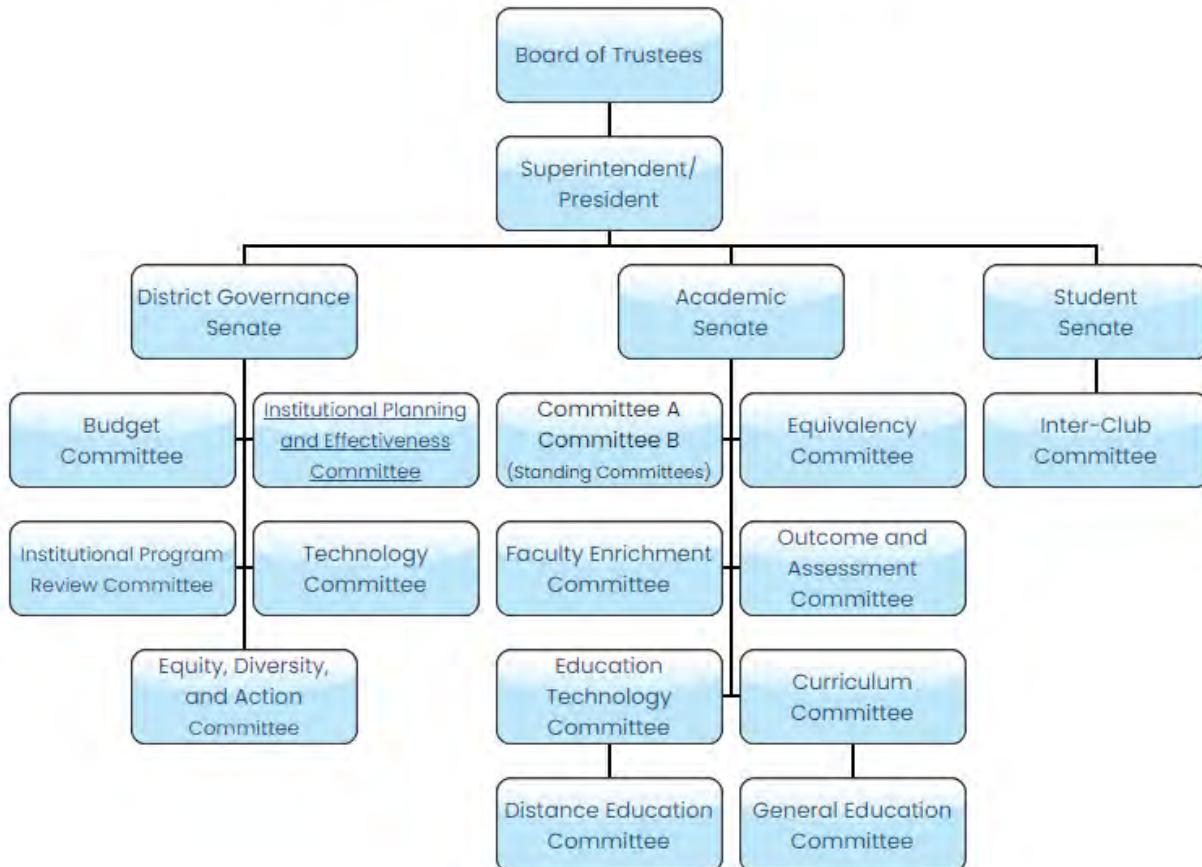 Board of Trustees
Superintendent/
President
District Governance
Senate
Academic
Senate
Student
Senate
Budget
Committee
Institutional Planning
and Effectiveness
Committee
Committee A
Committee B
(Standing Committees)
Equivalency
Committee
Inter-Club
Committee
Institutional Program
Review Committee
Technology
Committee
Faculty Enrichment
Committee
Outcome and
Assessment
Committee
Equity, Diversity,
and Action
Committee
Education
Technology
Committee
Curriculum
Committee
Distance Education
Committee
General Education
Committee